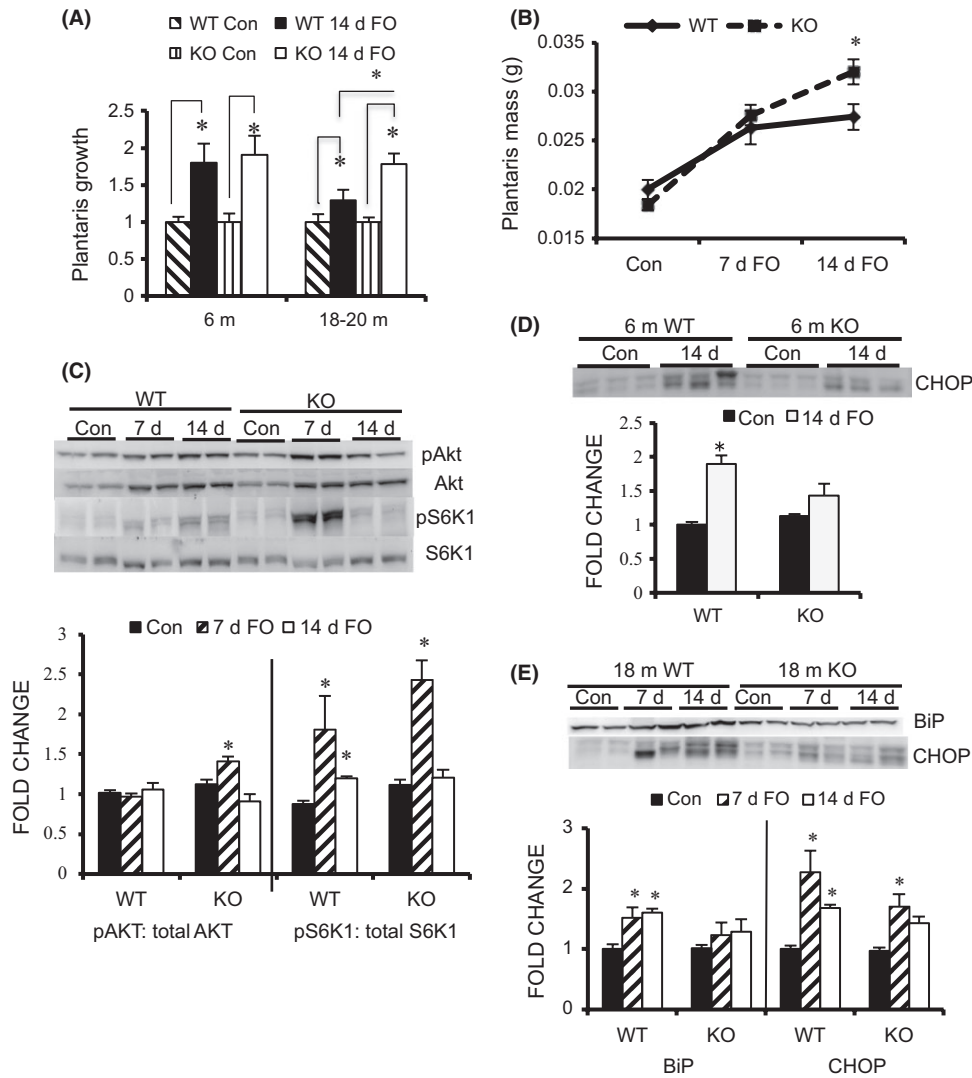 (A)
WT Con WT 14 d FO
KO Con KO 14 d FO
Plantaris growth
2.5
2
1.5
1
0.5
0
* * * * *
6 m 18-20 m
(B)
WT KO
Plantaris mass (g)
0.035
0.03
0.025
0.02
0.015
*
Con 7 d FO 14 d FO
(C)
WT KO
Con 7 d 14 d Con 7 d 14 d
pAkt
Akt
pS6K1
S6K1
Con 7 d FO 14 d FO
FOLD CHANGE
3
2.5
2
1.5
1
0.5
0
* * * *
WT KO WT KO
pAKT: total AKT pS6K1: total S6K1
(D)
6 m WT 6 m KO
Con 14 d Con 14 d
CHOP
Con 14 d FO
FOLD CHANGE
2.5
2
1.5
1
0.5
0
*
WT KO
(E)
18 m WT 18 m KO
Con 7 d 14 d Con 7 d 14 d
BiP
CHOP
Con 7 d FO 14 d FO
FOLD CHANGE
3
2
1
0
* * * * *
WT KO WT KO
BiP CHOP